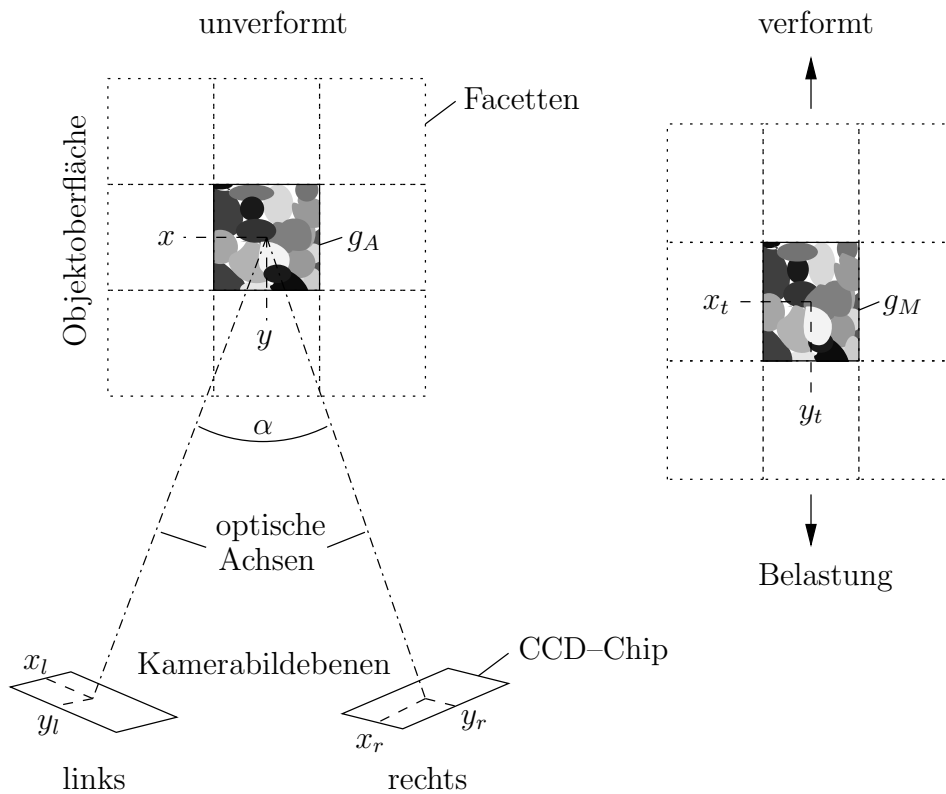 unverformt
verformt
Facetten
Objektoberfläche
x
g_A
y
x_t
g_M
y_t
α
optische
Achsen
Belastung
Kamerabildebenen
CCD–Chip
x_l
y_l
x_r
y_r
links
rechts